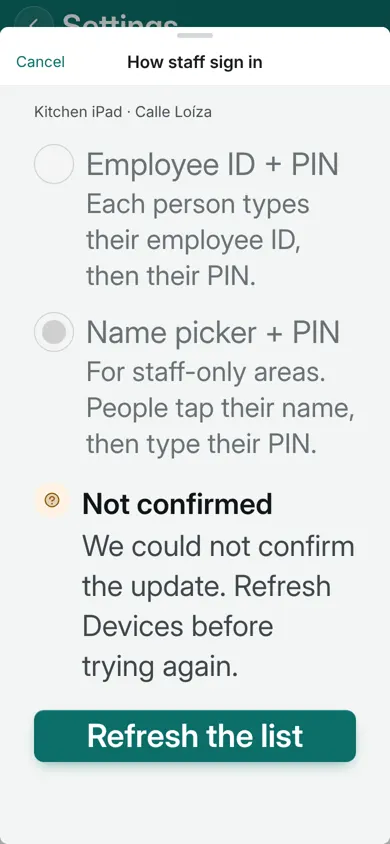 Settings
Cancel
How staff sign in
Kitchen iPad · Calle Loíza
Employee ID + PIN
Each person types
their employee ID,
then their PIN.
Name picker + PIN
For staff-only areas.
People tap their name,
then type their PIN.
Not confirmed
We could not confirm
the update. Refresh
Devices before
trying again.
Refresh the list